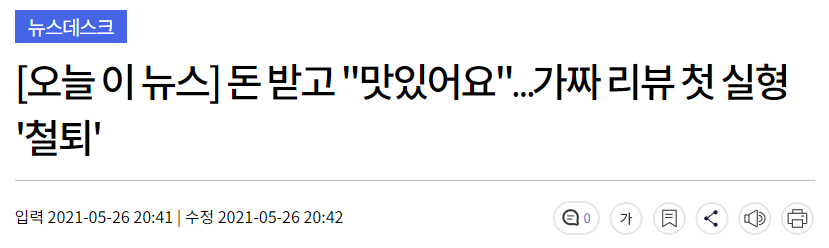 뉴스데스크
[오늘 이 뉴스] 돈 받고 "맛있어요"...가짜 리뷰 첫 실형
'철퇴'
입력 2021-05-26 20:41 | 수정 2021-05-26 20:42 0 가